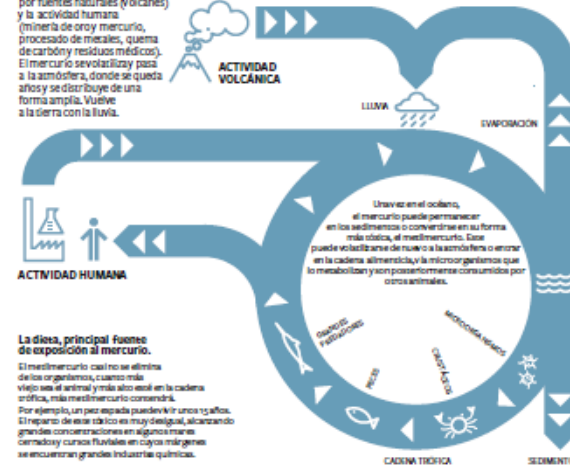 por fuentes naturales (volcanes)
y la actividad humana
(minería de oro y mercurio,
procesado de metales, quema
de carbón y residuos médicos).
El mercurio se volatiliza y pasa
a la atmósfera, donde se queda
años y se distribuye de una
forma amplia. Vuelve
a la tierra con la lluvia.
ACTIVIDAD
VOLCÁNICA
LLUVIA
EVAPORACIÓN
Una vez en el océano,
el mercurio puede permanecer
en los sedimentos o convertirse en su forma
más tóxica, el metilmercurio. Este
puede volatilizarse de nuevo a la atmósfera o entrar
en la cadena alimenticia, vía microorganismos que
lo metabolizan y son posteriormente consumidos por
otros animales.
ACTIVIDAD HUMANA
GRANDES
PECES
CRUSTÁCEOS
MICROORGANISMOS
La dieta, principal fuente
de exposición al mercurio.
El metilmercurio casi no se elimina
de los organismos, cuanto más
viejo sea el animal y más alto esté en la cadena
trófica, más metilmercurio contendrá.
Por ejemplo, un pez espada puede vivir unos 15 años.
El reparto de este tóxico es muy desigual, alcanzando
grandes concentraciones en algunos mares
cerrados y cursos fluviales en cuyos márgenes
se encuentran grandes industrias químicas.
CADENA TRÓFICA
SEDIMENTO